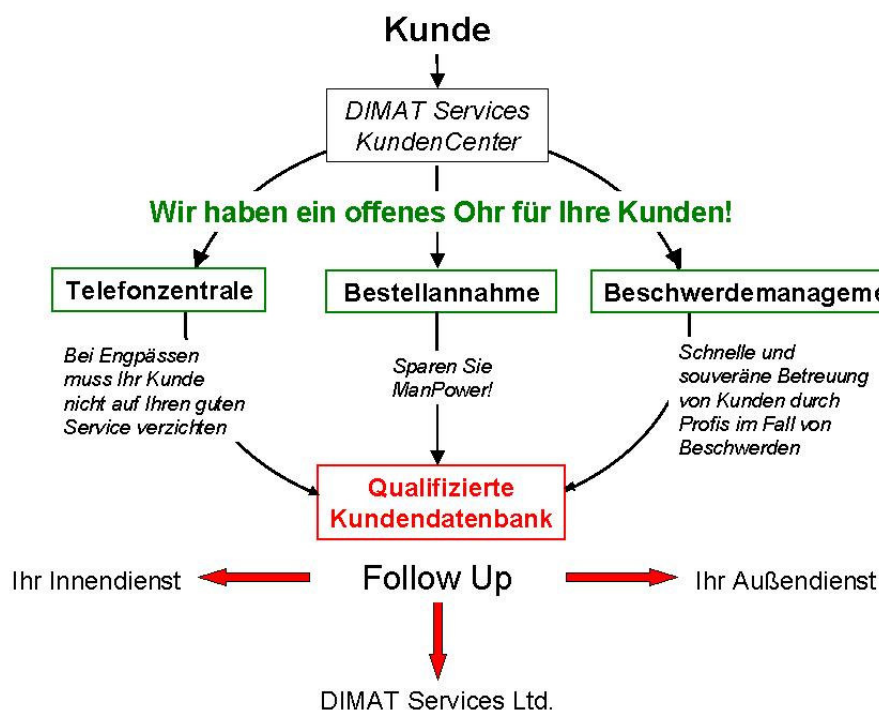 Kunde
DIMAT Services
KundenCenter
Wir haben ein offenes Ohr für Ihre Kunden!
Telefonzentrale
Bestellannahme
Beschwerdemanageme
Bei Engpässen
muss Ihr Kunde
nicht auf Ihren guten
Service verzichten
Sparen Sie
ManPower!
Schnelle und
souveräne Betreuung
von Kunden durch
Profis im Fall von
Beschwerden
Qualifizierte
Kundendatenbank
Ihr Innendienst
Follow Up
Ihr Außendienst
DIMAT Services Ltd.